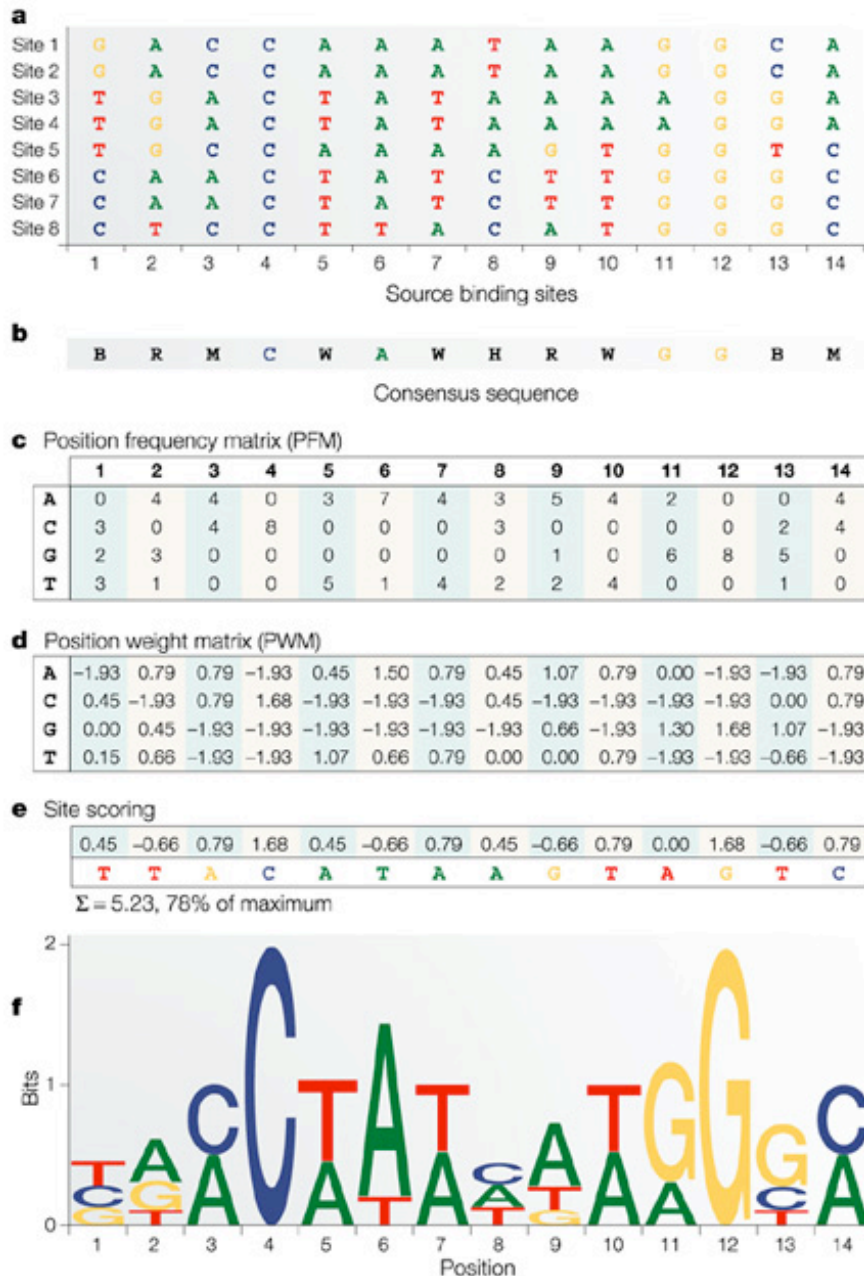 a
Site 1 G A C C A A A T A A G G C A
Site 2 G A C C A A A T A A G G C A
Site 3 T G A C T A T A A A A G G A
Site 4 T G A C T A T A A A A G G A
Site 5 T G C C A A A A G T G G T C
Site 6 C A A C T A T C T T G G G C
Site 7 C A A C T A T C T T G G G C
Site 8 C T C C T T A C A T G G G C
1 2 3 4 5 6 7 8 9 10 11 12 13 14
Source binding sites
b
B R M C W A W H R W G G B M
Consensus sequence
c Position frequency matrix (PFM)
1 2 3 4 5 6 7 8 9 10 11 12 13 14
A 0 4 4 0 3 7 4 3 5 4 2 0 0 4
C 3 0 4 8 0 0 0 3 0 0 0 0 2 4
G 2 3 0 0 0 0 0 0 1 0 6 8 5 0
T 3 1 0 0 5 1 4 2 2 4 0 0 1 0
d Position weight matrix (PWM)
A −1.93 0.79 0.79 −1.93 0.45 1.50 0.79 0.45 1.07 0.79 0.00 −1.93 −1.93 0.79
C 0.45 −1.93 0.79 1.68 −1.93 −1.93 −1.93 0.45 −1.93 −1.93 −1.93 −1.93 0.00 0.79
G 0.00 0.45 −1.93 −1.93 −1.93 −1.93 −1.93 −1.93 0.66 −1.93 1.30 1.68 1.07 −1.93
T 0.15 0.66 −1.93 −1.93 1.07 0.66 0.79 0.00 0.00 0.79 −1.93 −1.93 −0.66 −1.93
e Site scoring
0.45 −0.66 0.79 1.68 0.45 −0.66 0.79 0.45 −0.66 0.79 0.00 1.68 −0.66 0.79
T T A C A T A A G T A G T C
Σ = 5.23, 78% of maximum
f
Bits
2
1
0
T A C C T A T C A T G G G C
C G A A T A A T A A C A
G T T G T
1 2 3 4 5 6 7 8 9 10 11 12 13 14
Position